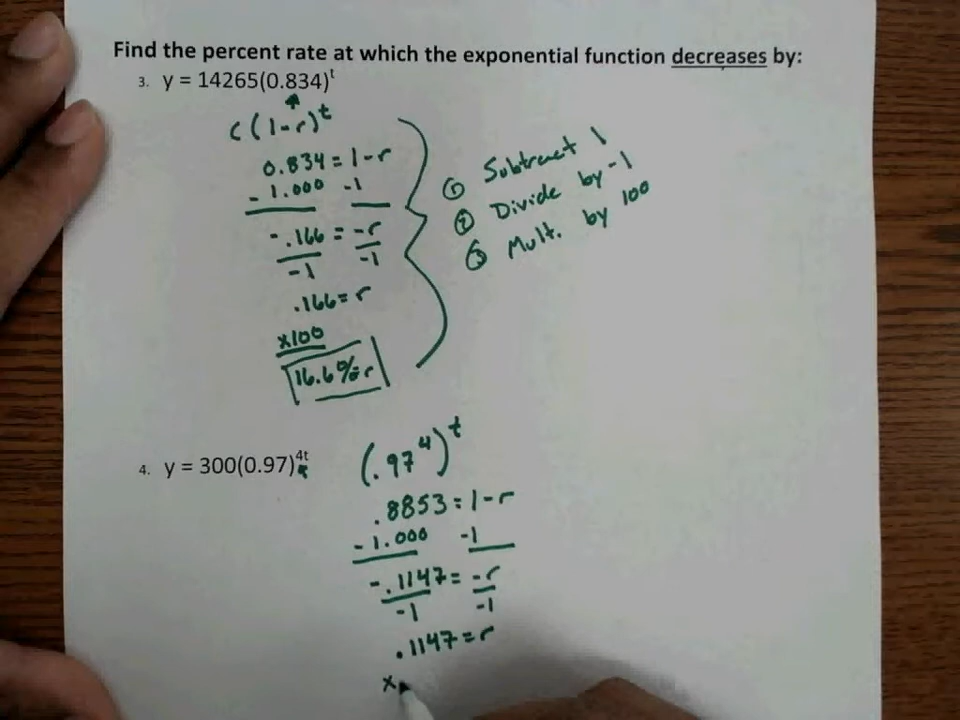 Find the percent rate at which the exponential function decreases by:
3. y = 14265(0.834)^t
c(1-r)^t
0.834 = 1-r
- 1.000 -1
-.166 = -r
-1 -1
.166 = r
x100
16.6% = r
① Subtract 1
② Divide by -1
③ Mult. by 100
4. y = 300(0.97)^4t
(.97^4)^t
.8853 = 1-r
- 1.000 -1
-.1147 = -r
-1 -1
.1147 = r
x